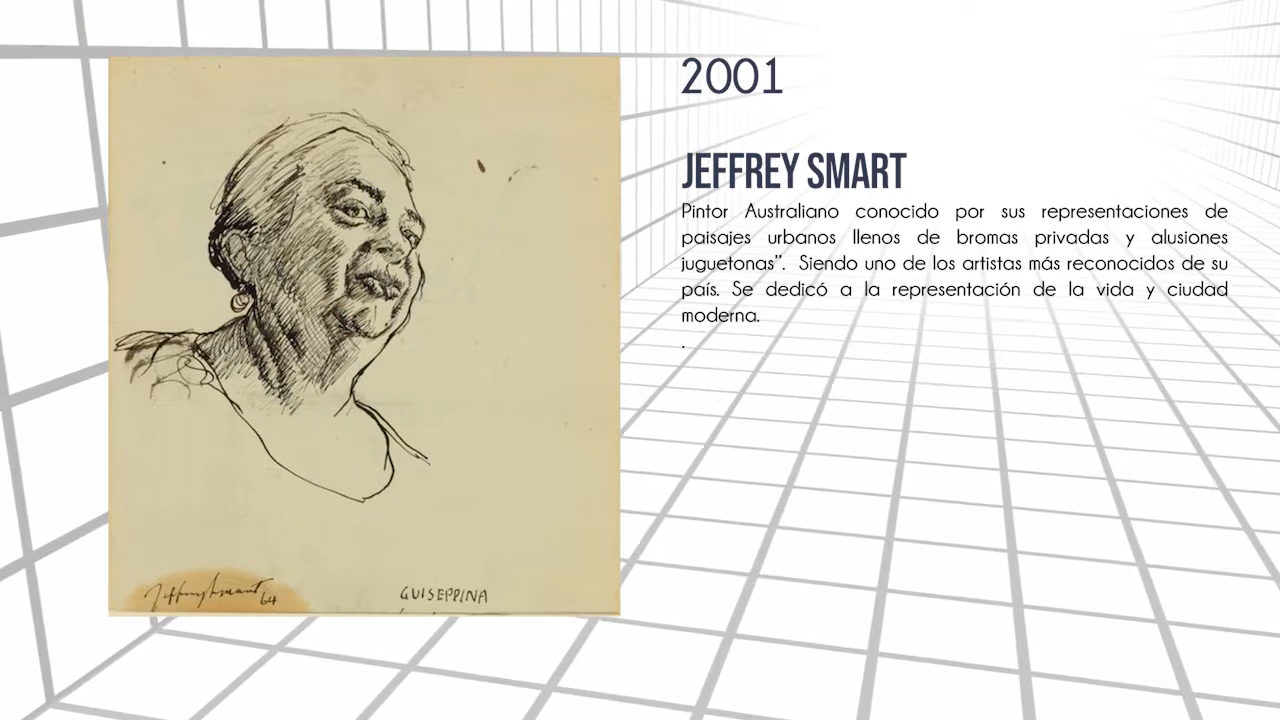 2001
JEFFREY SMART
Pintor Australiano conocido por sus representaciones de
paisajes urbanos llenos de bromas privadas y alusiones
juguetonas”. Siendo uno de los artistas más reconocidos de su
país. Se dedicó a la representación de la vida y ciudad
moderna.
.
Jeffrey Smart 64
GUISEPPINA